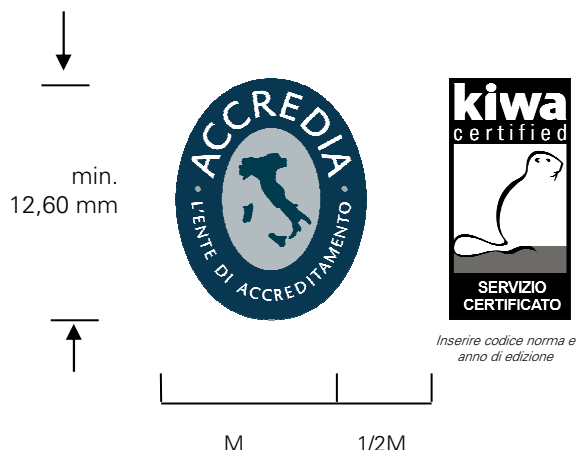 min.
12,60 mm
ACCREDIA
L'ENTE DI ACCREDITAMENTO
kiwa
certified
SERVIZIO
CERTIFICATO
Inserire codice norma e
anno di edizione
M
1/2M